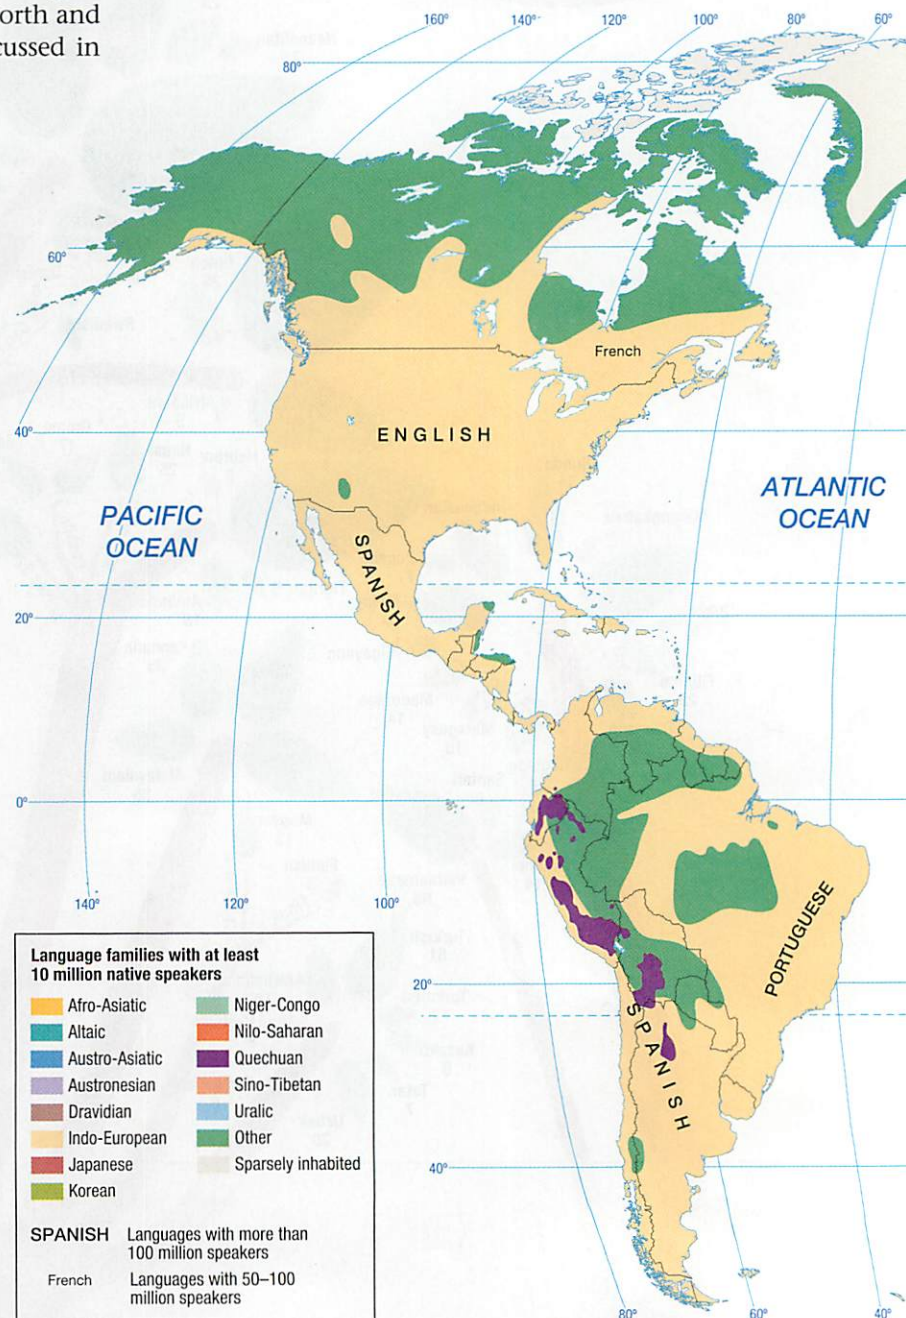 orth and
cussed in
160°
140°
120°
100°
80°
60°
80°
60°
40°
20°
0°
140°
120°
100°
20°
40°
80°
60°
40°
French
ENGLISH
SPANISH
PACIFIC
OCEAN
ATLANTIC
OCEAN
PORTUGUESE
SPANISH
Language families with at least
10 million native speakers
Afro-Asiatic
Altaic
Austro-Asiatic
Austronesian
Dravidian
Indo-European
Japanese
Korean
Niger-Congo
Nilo-Saharan
Quechuan
Sino-Tibetan
Uralic
Other
Sparsely inhabited
SPANISH Languages with more than
100 million speakers
French Languages with 50–100
million speakers